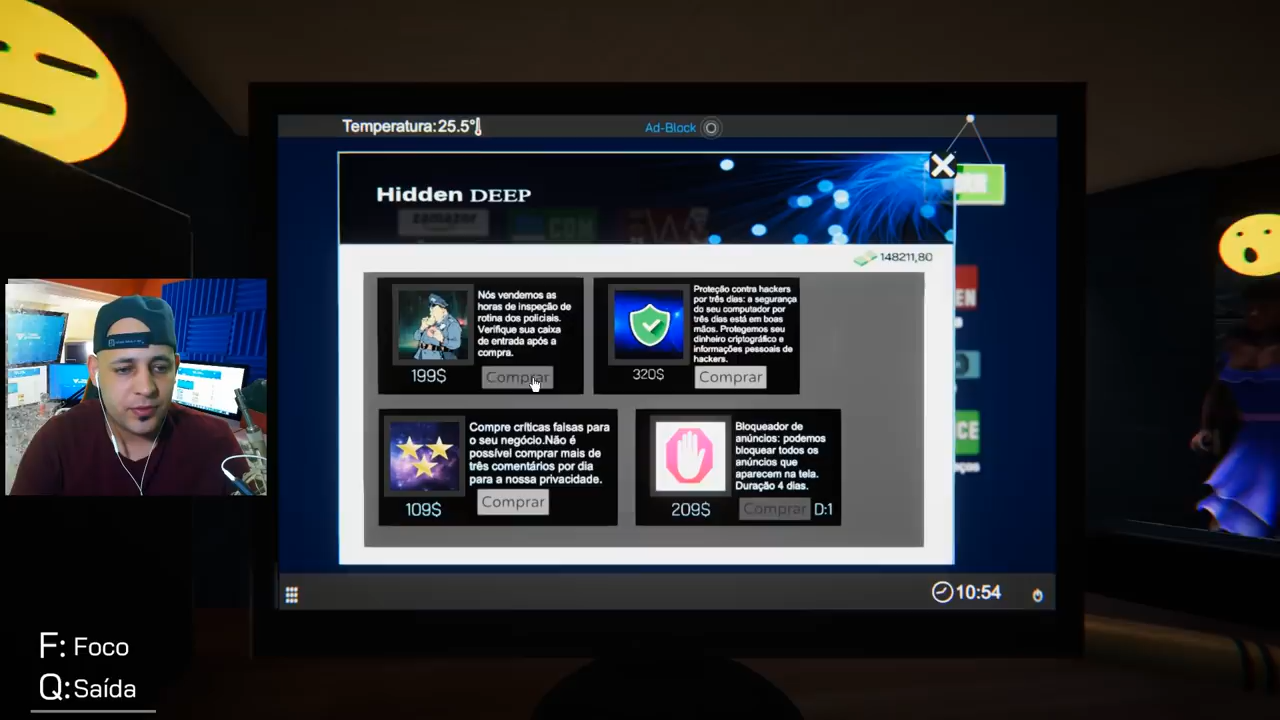 Temperatura:25.5°
Ad-Block
Hidden DEEP
zamazor
148211,80
Nós vendemos as
horas de inspeção de
rotina dos policiais.
Verifique sua caixa
de entrada após a
compra.
199$
Comprar
Proteção contra hackers
por três dias: a segurança
do seu computador por
três dias está em boas
mãos. Protegemos seu
dinheiro criptográfico e
informações pessoais de
hackers.
320$
Comprar
Compre críticas falsas para
o seu negócio.Não é
possível comprar mais de
três comentários por dia
para a nossa privacidade.
109$
Comprar
Bloqueador de
anúncios: podemos
bloquear todos os
anúncios que
aparecem na tela.
Duração 4 dias.
209$
Comprar
D:1
10:54
F: Foco
Q:Saída